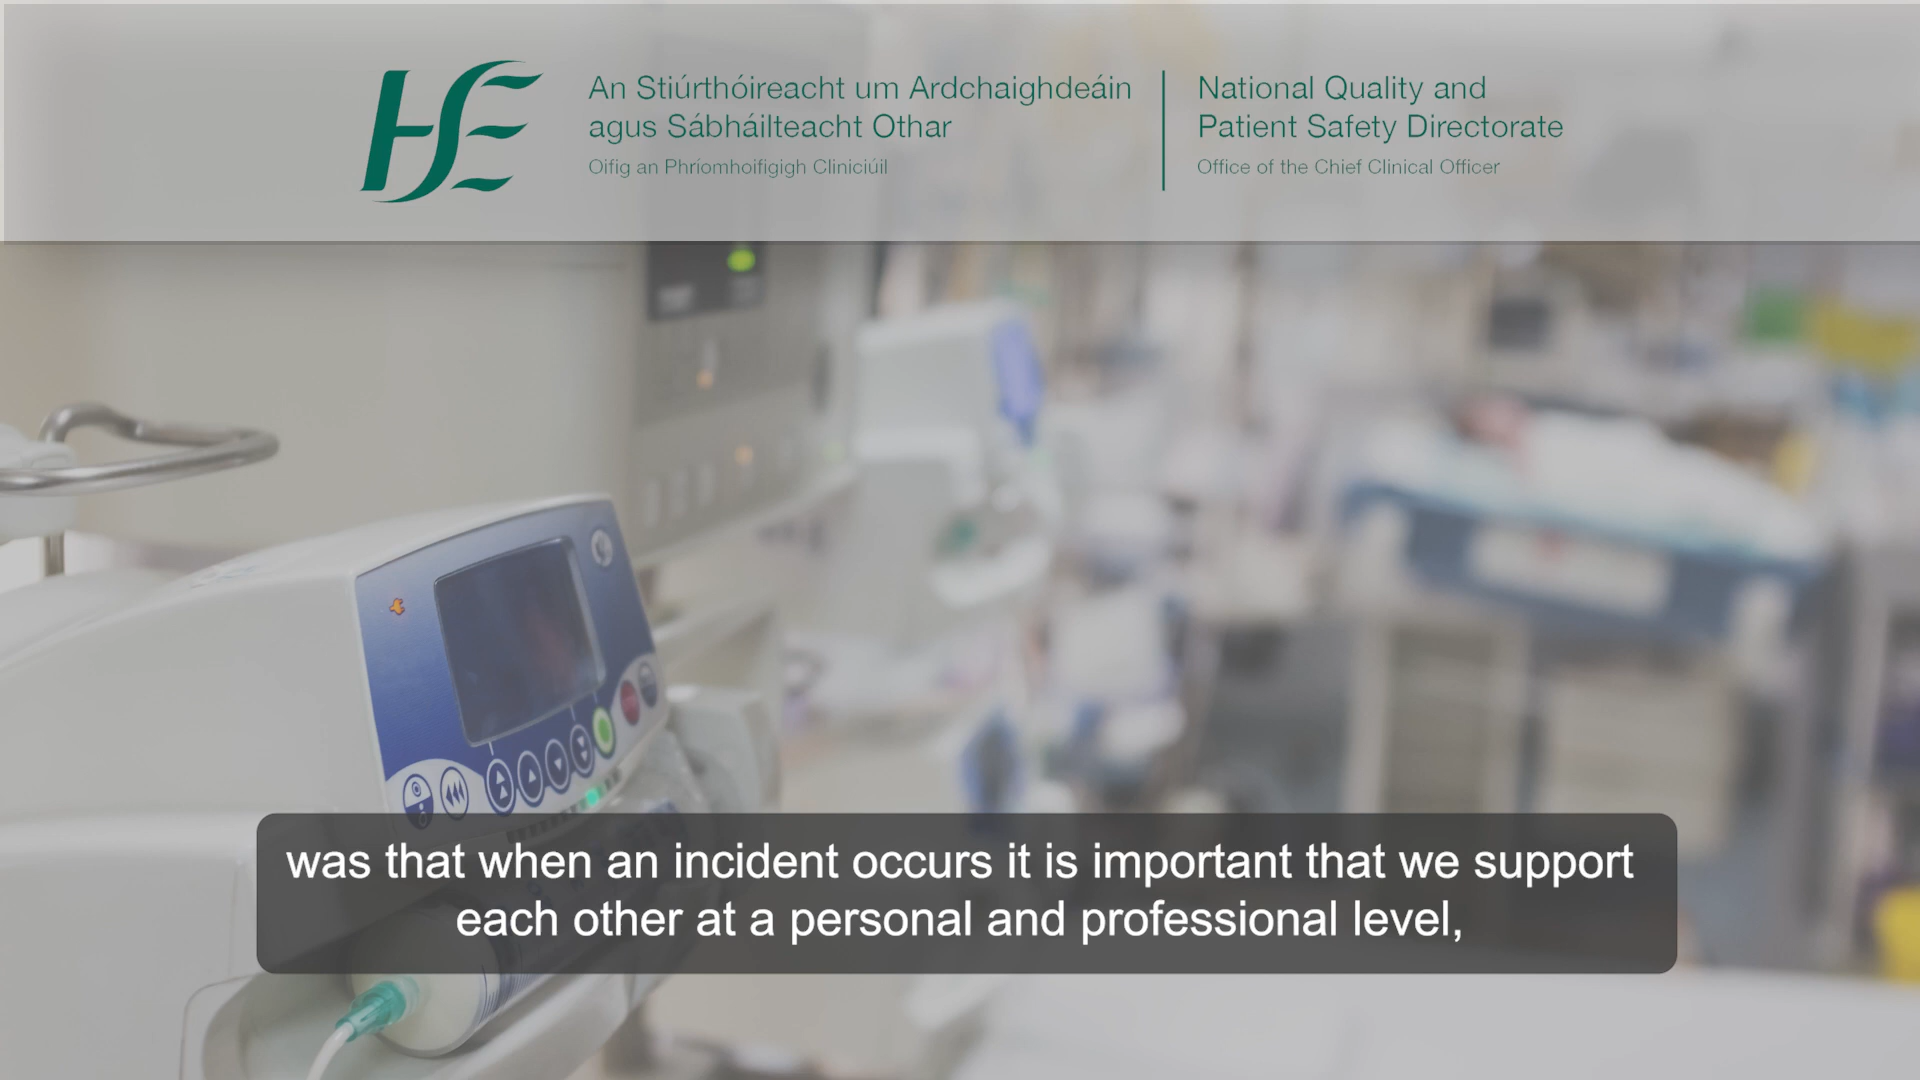 HSE
An Stiúrthóireacht um Ardchaighdeáin
agus Sábháilteacht Othar
Oifig an Phríomhoifigigh Cliniciúil
National Quality and
Patient Safety Directorate
Office of the Chief Clinical Officer
was that when an incident occurs it is important that we support
each other at a personal and professional level,